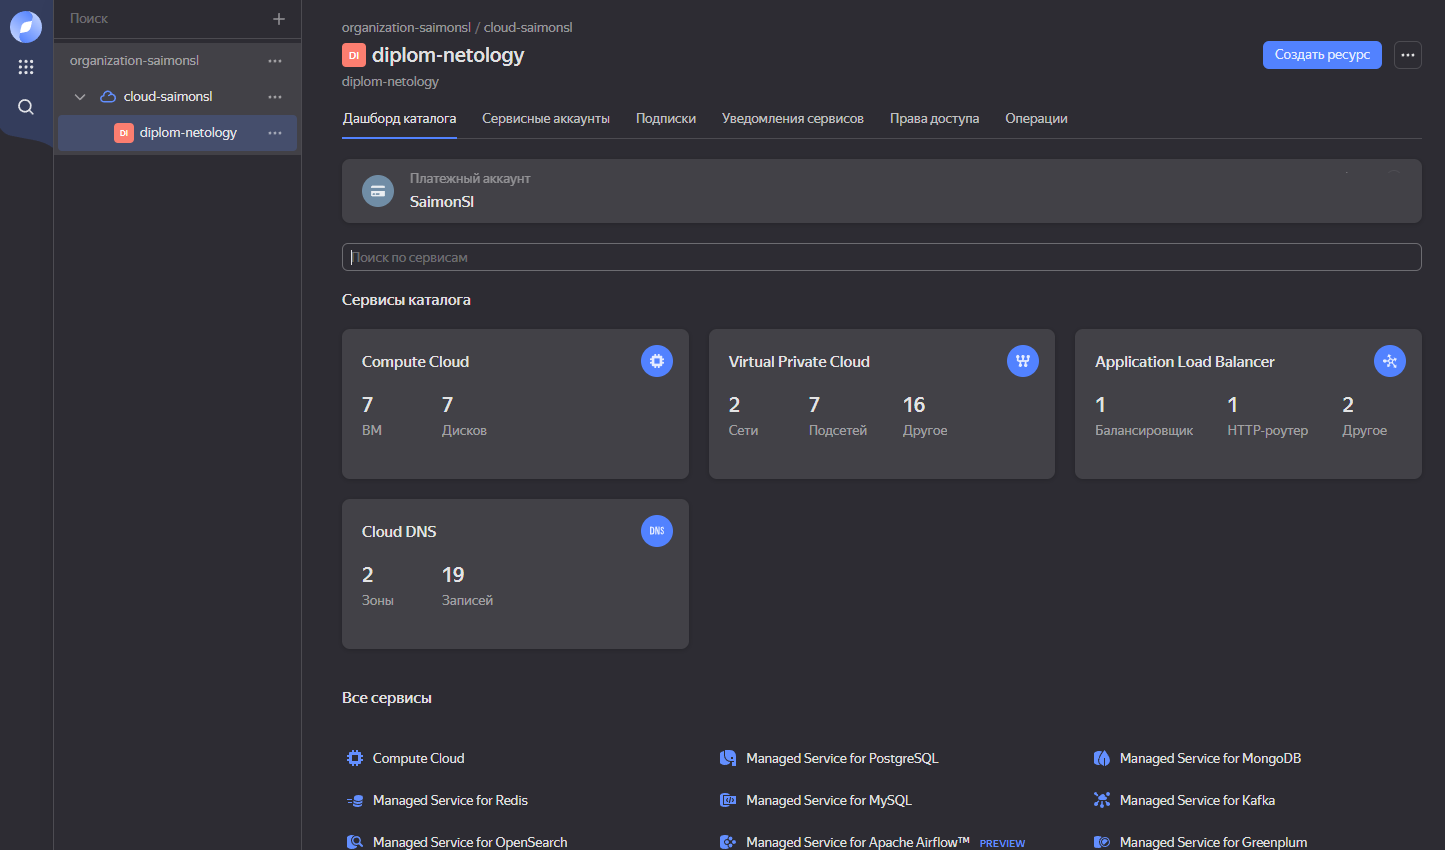 Поиск
organization-saimonsl
cloud-saimonsl
DI diplom-netology
organization-saimonsl / cloud-saimonsl
DI diplom-netology
diplom-netology
Создать ресурс
Дашборд каталога Сервисные аккаунты Подписки Уведомления сервисов Права доступа Операции
Платежный аккаунт
SaimonSl
Поиск по сервисам
Сервисы каталога
Compute Cloud
7 7
ВМ Дисков
Virtual Private Cloud
2 7 16
Сети Подсетей Другое
Application Load Balancer
1 1 2
Балансировщик HTTP-роутер Другое
Cloud DNS DNS
2 19
Зоны Записей
Все сервисы
Compute Cloud Managed Service for PostgreSQL Managed Service for MongoDB
Managed Service for Redis Managed Service for MySQL Managed Service for Kafka
Managed Service for OpenSearch Managed Service for Apache Airflow™ PREVIEW Managed Service for Greenplum